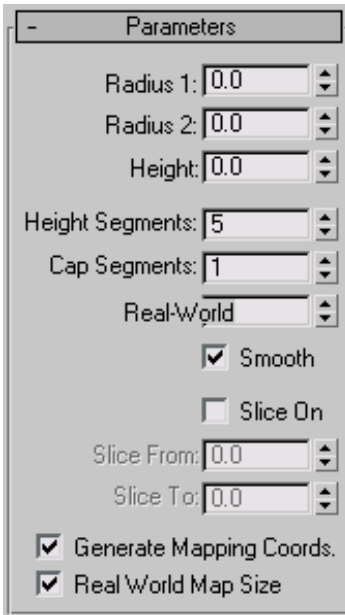 - Parameters
Radius 1: 0.0
Radius 2: 0.0
Height: 0.0
Height Segments: 5
Cap Segments: 1
Real-World
Smooth
Slice On
Slice From: 0.0
Slice To: 0.0
Generate Mapping Coords.
Real World Map Size